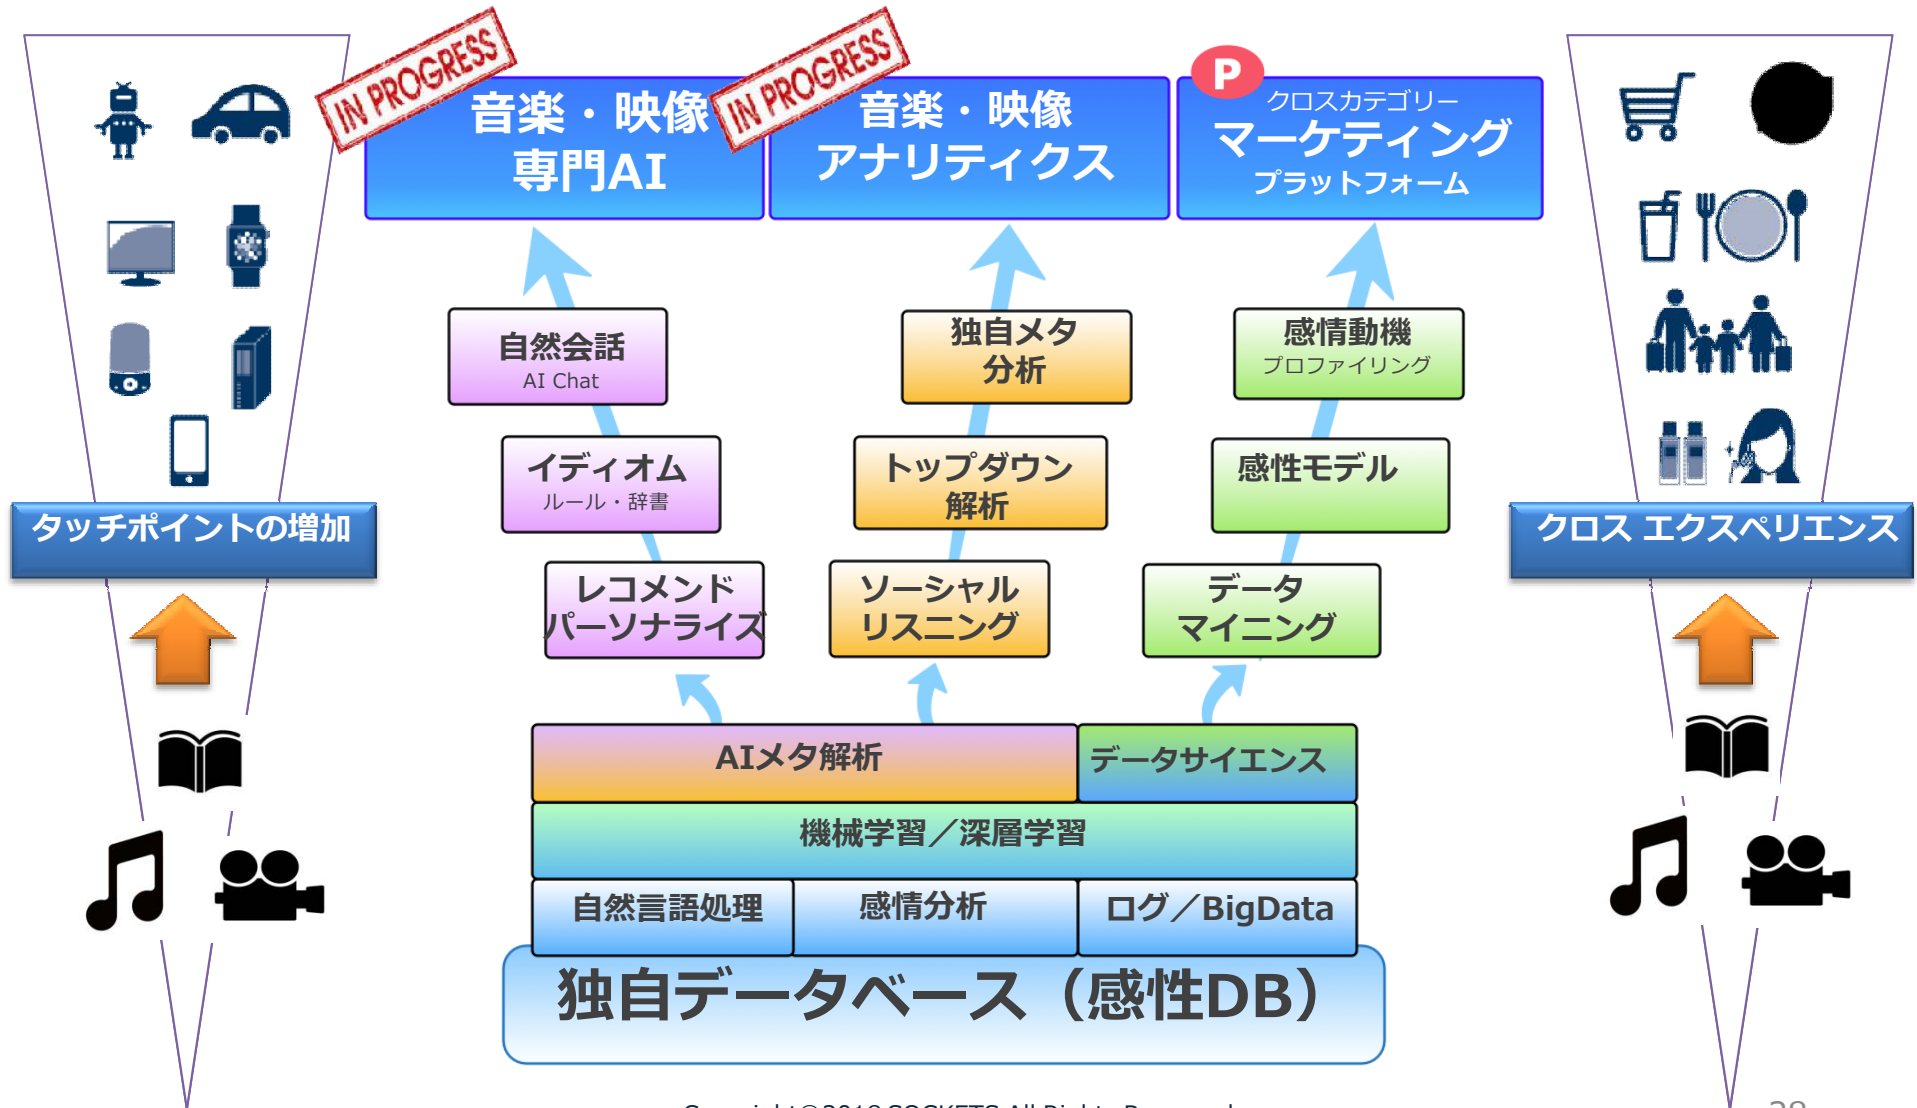 IN PROGRESS
音楽・映像
専門AI
IN PROGRESS
音楽・映像
アナリティクス
P
クロスカテゴリー
マーケティング
プラットフォーム
自然会話
AI Chat
独自メタ
分析
感情動機
プロファイリング
イディオム
ルール・辞書
トップダウン
解析
感性モデル
タッチポイントの増加
クロス エクスペリエンス
レコメンド
パーソナライズ
ソーシャル
リスニング
データ
マイニング
AIメタ解析
データサイエンス
機械学習／深層学習
自然言語処理
感情分析
ログ／BigData
独自データベース（感性DB）